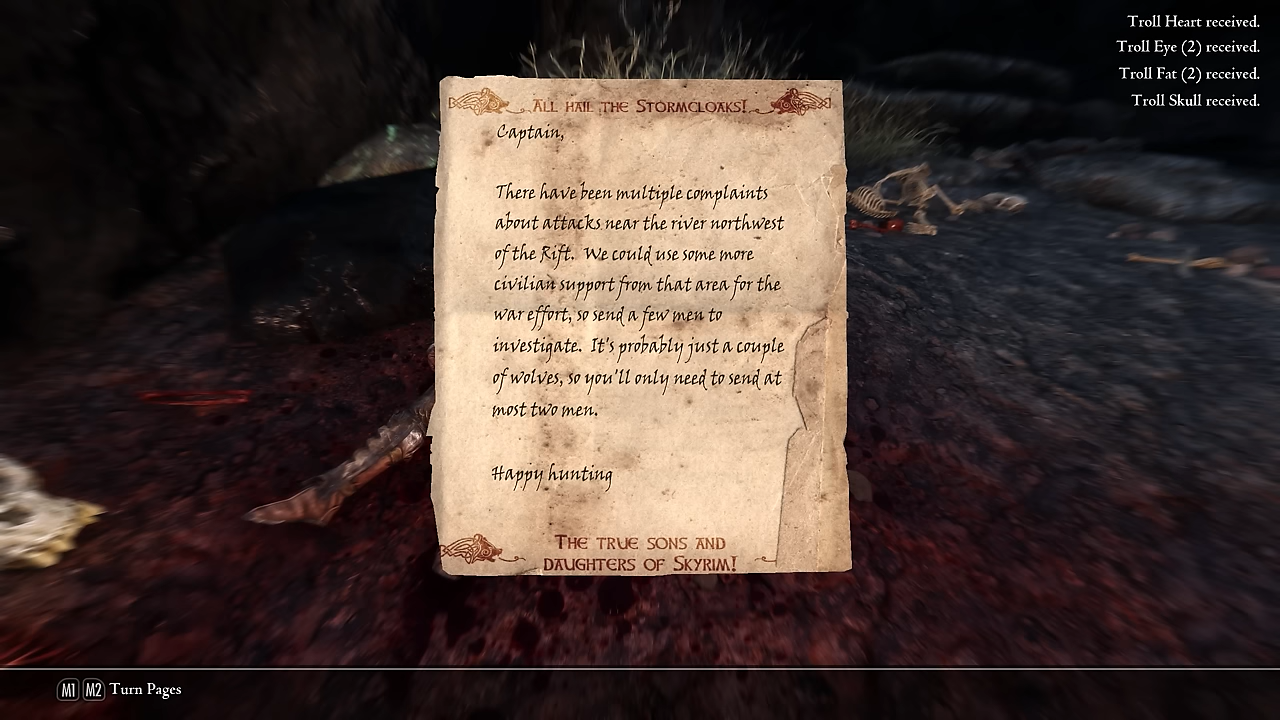 Troll Heart received.
Troll Eye (2) received.
Troll Fat (2) received.
Troll Skull received.
All hail the Stormcloaks!
Captain,
There have been multiple complaints
about attacks near the river northwest
of the Rift. We could use some more
civilian support from that area for the
war effort, so send a few men to
investigate. It's probably just a couple
of wolves, so you'll only need to send at
most two men.
Happy hunting
The true sons and
daughters of Skyrim!
M1 M2 Turn Pages